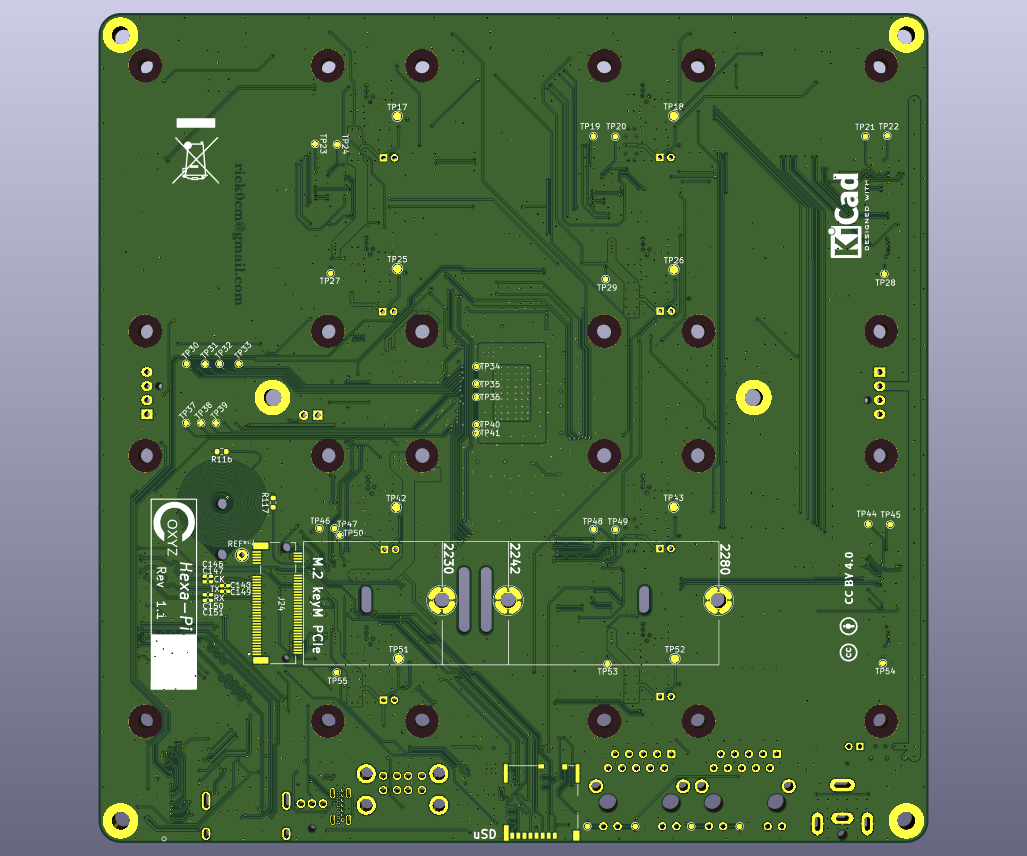 TP17
TP18
TP19
TP20
TP21
TP22
TP23
TP24
rick0cm@gmail.com
KiCad
DESIGNED WITH
TP25
TP26
TP27
TP29
TP28
TP30
TP31
TP32
TP33
TP34
TP35
TP36
TP37
TP38
TP39
TP40
TP41
R116
R117
TP42
TP43
TP46
TP47
TP50
TP48
TP49
TP44
TP45
OXYZ
Hexa-Pi
Rev 1.i
C146
C147
CK
C143
C149
TX
RX
C150
C151
J24
M.2 keyM PCIe
2230
2242
2280
CC BY 4.0
cc
TP51
TP52
TP53
TP54
TP55
uSD